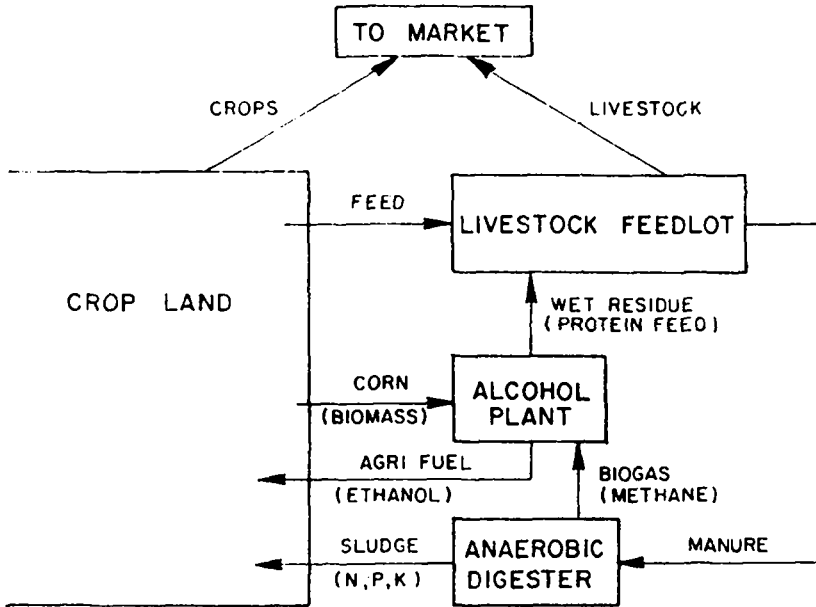 TO MARKET
CROPS
LIVESTOCK
FEED
LIVESTOCK FEEDLOT
CROP LAND
WET RESIDUE
(PROTEIN FEED)
CORN
(BIOMASS)
ALCOHOL
PLANT
AGRI FUEL
(ETHANOL)
BIOGAS
(METHANE)
SLUDGE
(N,P,K)
ANAEROBIC
DIGESTER
MANURE